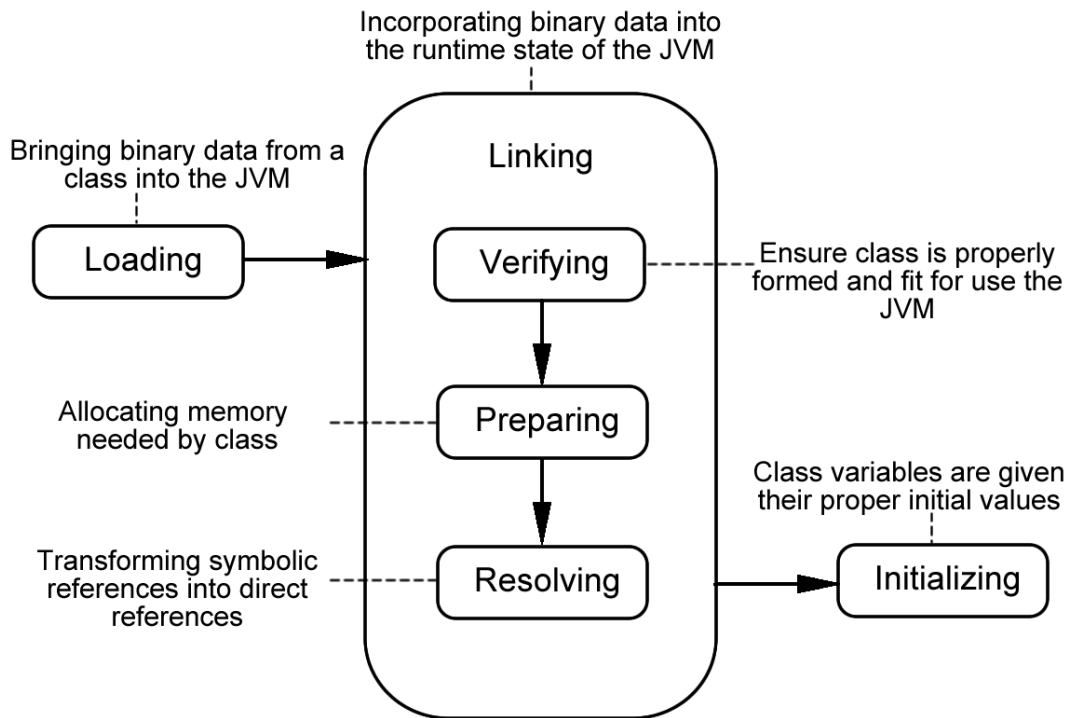 Incorporating binary data into
the runtime state of the JVM
Bringing binary data from a
class into the JVM
Linking
Loading
Verifying
Ensure class is properly
formed and fit for use the
JVM
Allocating memory
needed by class
Preparing
Class variables are given
their proper initial values
Transforming symbolic
references into direct
references
Resolving
Initializing